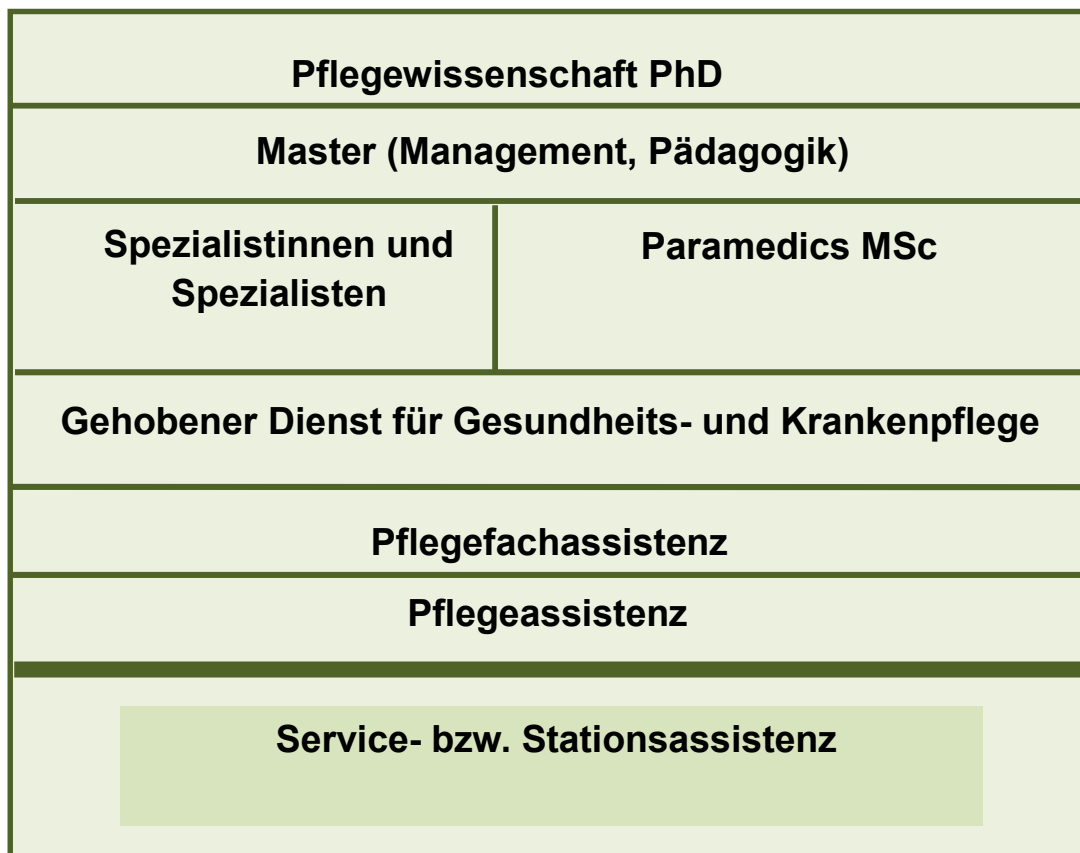 Pflegewissenschaft PhD
Master (Management, Pädagogik)
Spezialistinnen und
Spezialisten
Paramedics MSc
Gehobener Dienst für Gesundheits- und Krankenpflege
Pflegefachassistenz
Pflegeassistenz
Service- bzw. Stationsassistenz